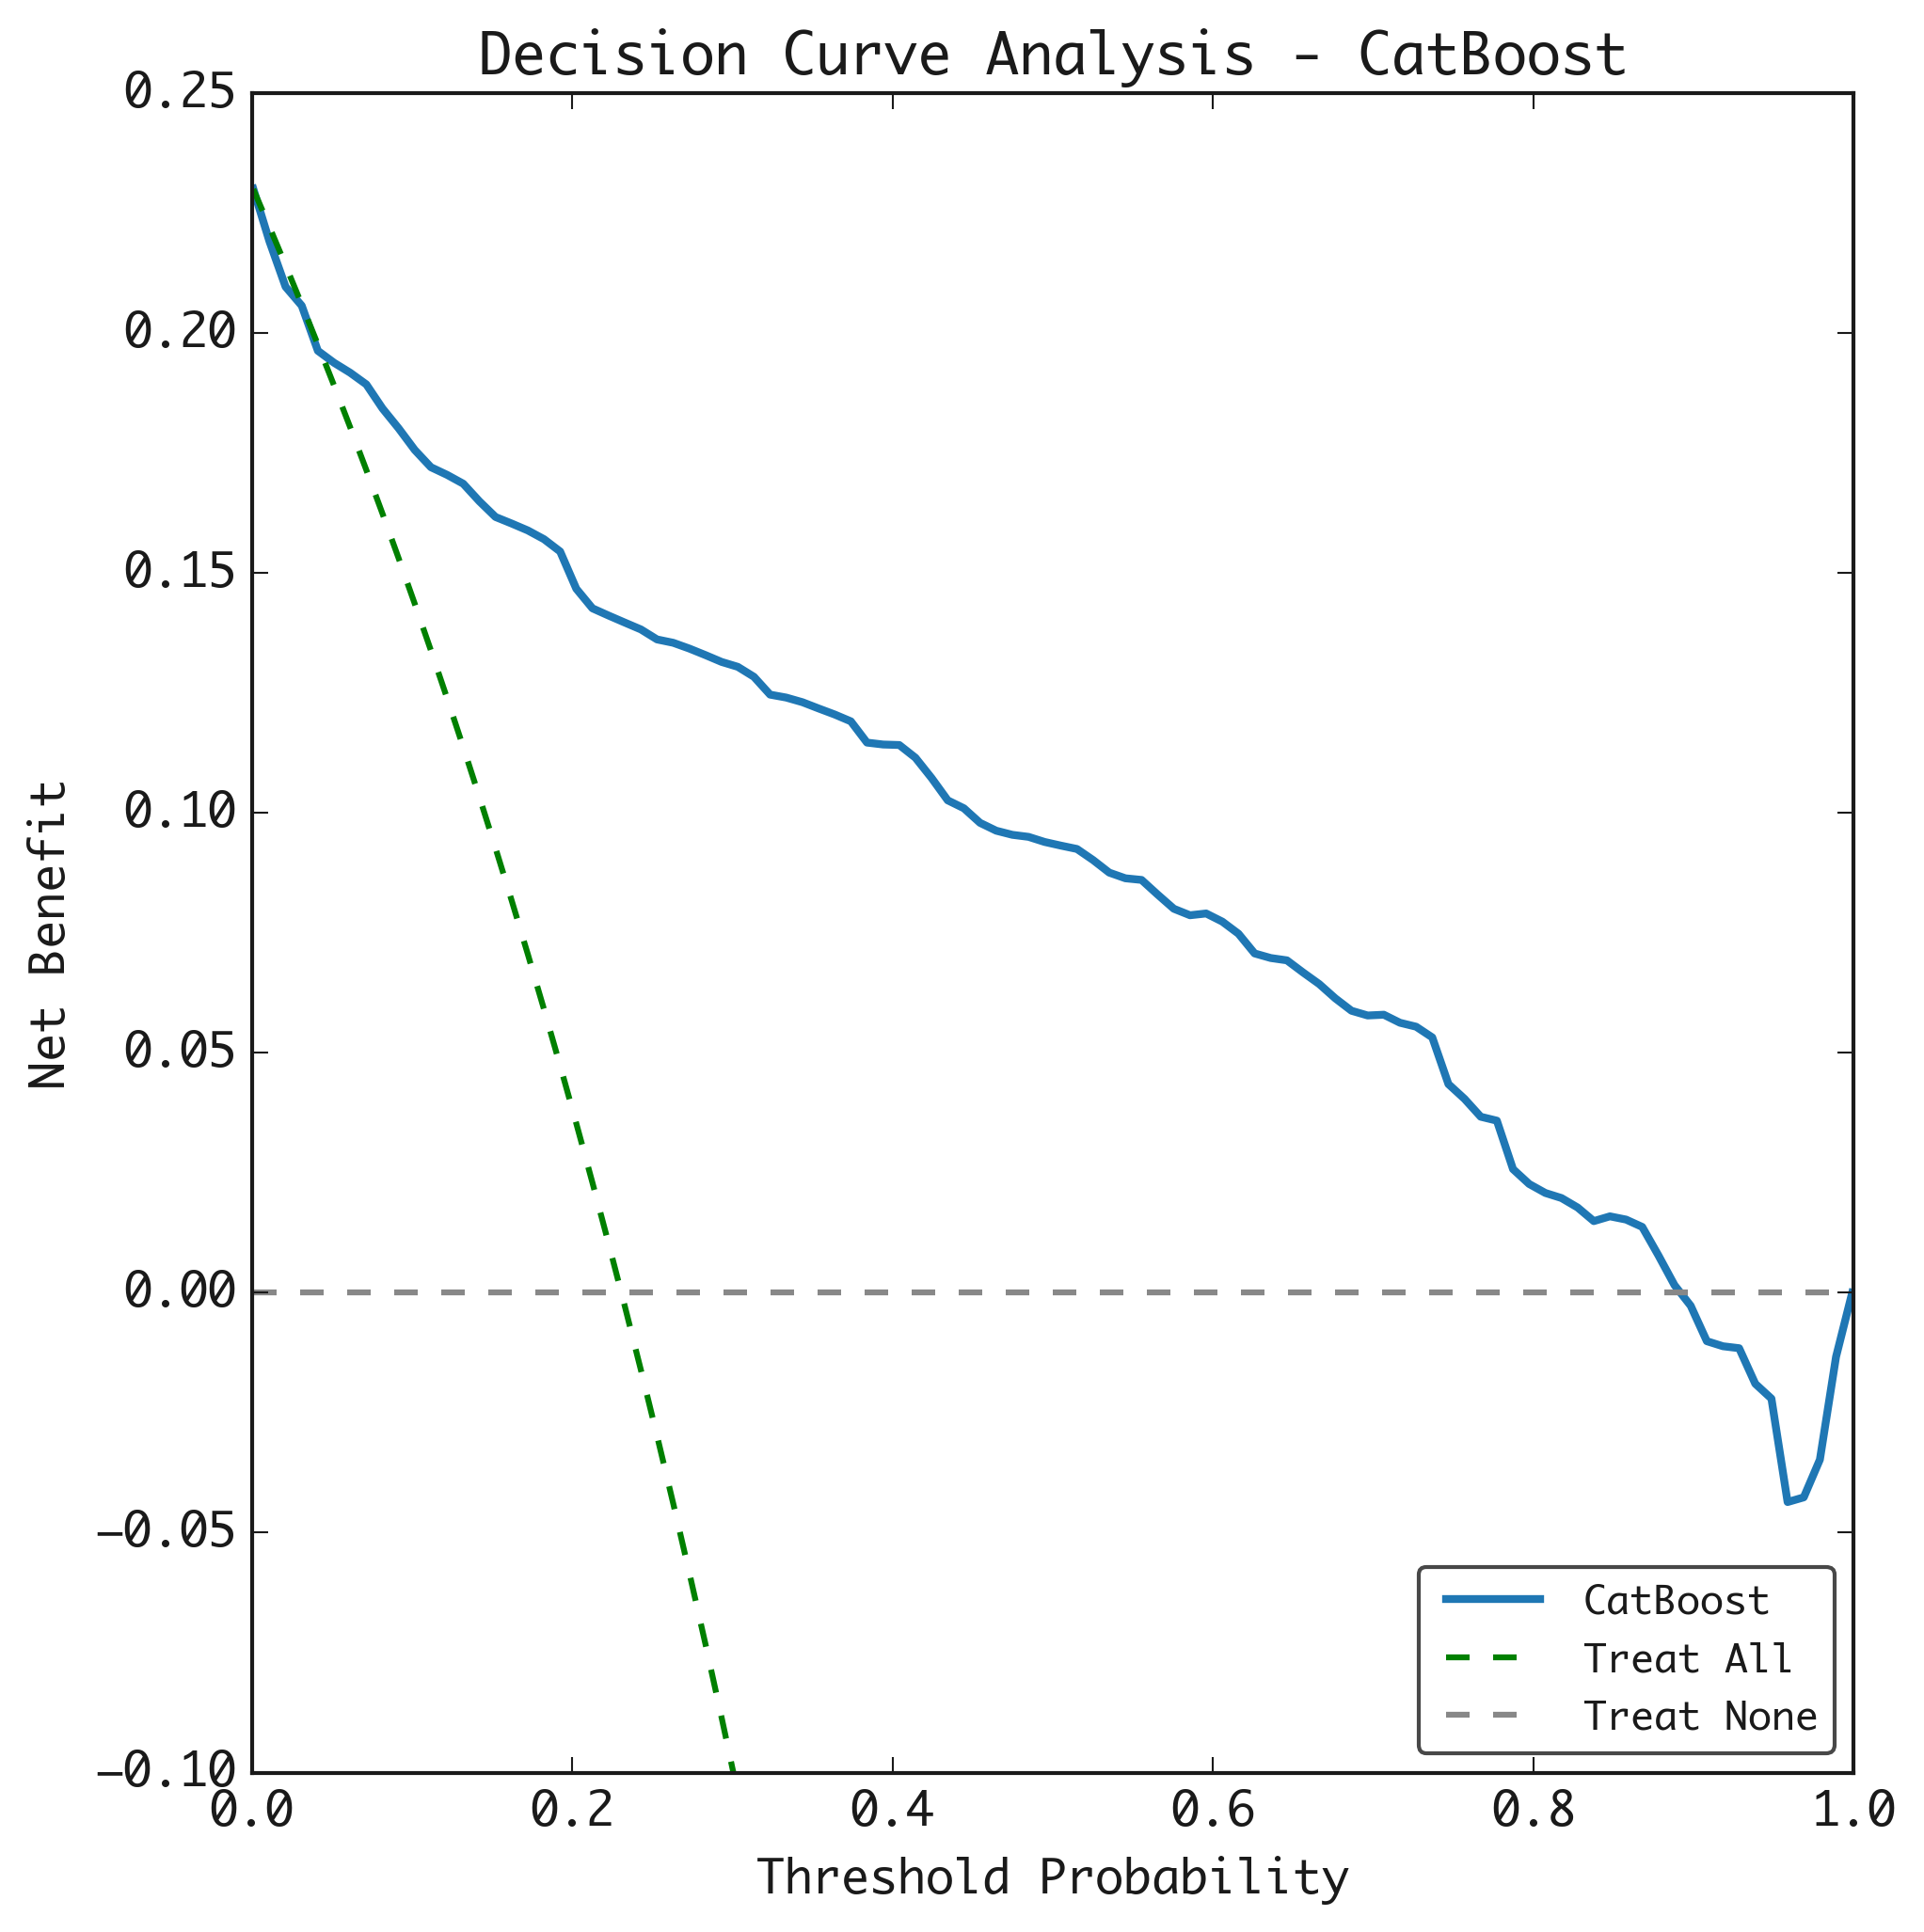 Decision Curve Analysis - CatBoost
0.25
0.20
0.15
0.10
0.05
0.00
−0.05
−0.10
Net Benefit
0.0 0.2 0.4 0.6 0.8 1.0
Threshold Probability
CatBoost
Treat All
Treat None